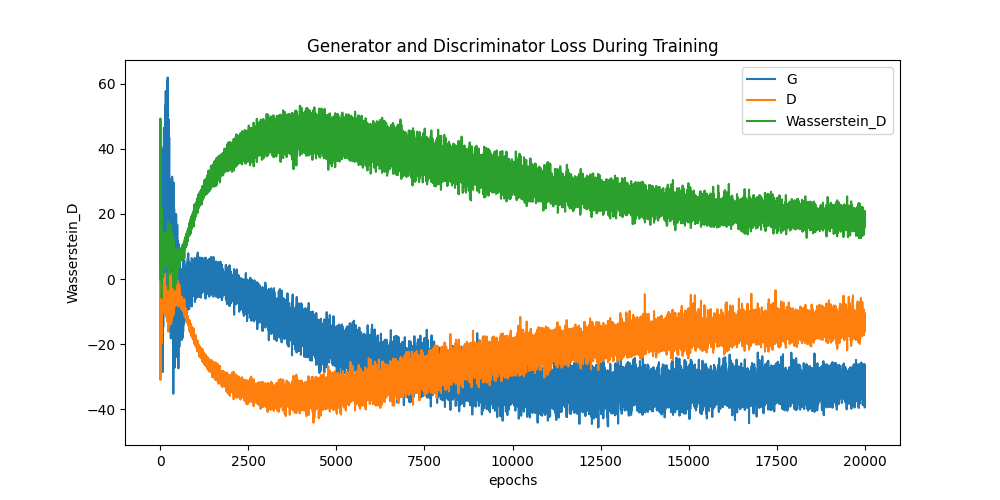 Generator and Discriminator Loss During Training
G
D
Wasserstein_D
Wasserstein_D
60
40
20
0
−20
−40
0 2500 5000 7500 10000 12500 15000 17500 20000
epochs